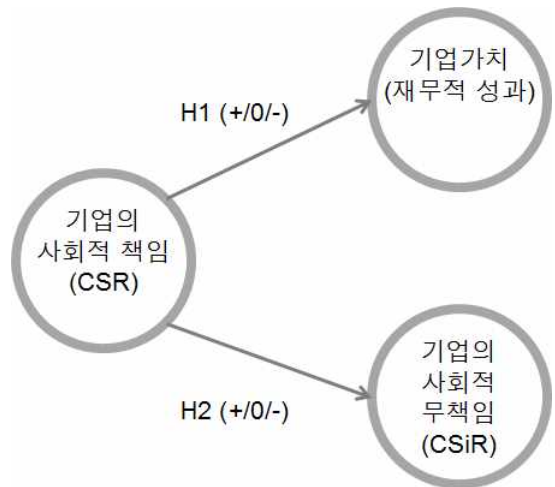 기업가치
(재무적 성과)
H1 (+/0/-)
기업의
사회적 책임
(CSR)
기업의
사회적
무책임
(CSiR)
H2 (+/0/-)